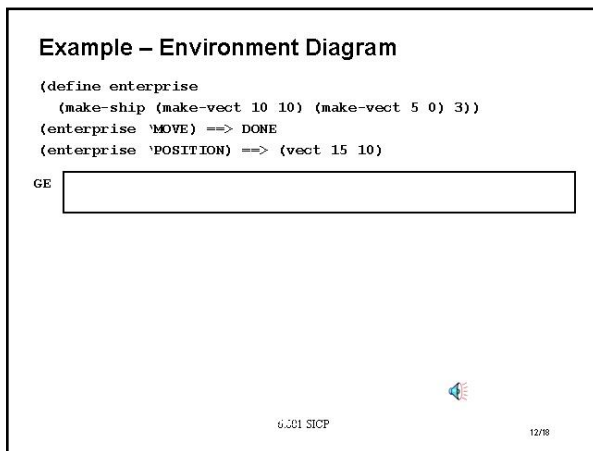 Example – Environment Diagram
(define enterprise
(make-ship (make-vect 10 10) (make-vect 5 0) 3))
(enterprise ‘MOVE) ==> DONE
(enterprise ‘POSITION) ==> (vect 15 10)
GE
SICP
12/18